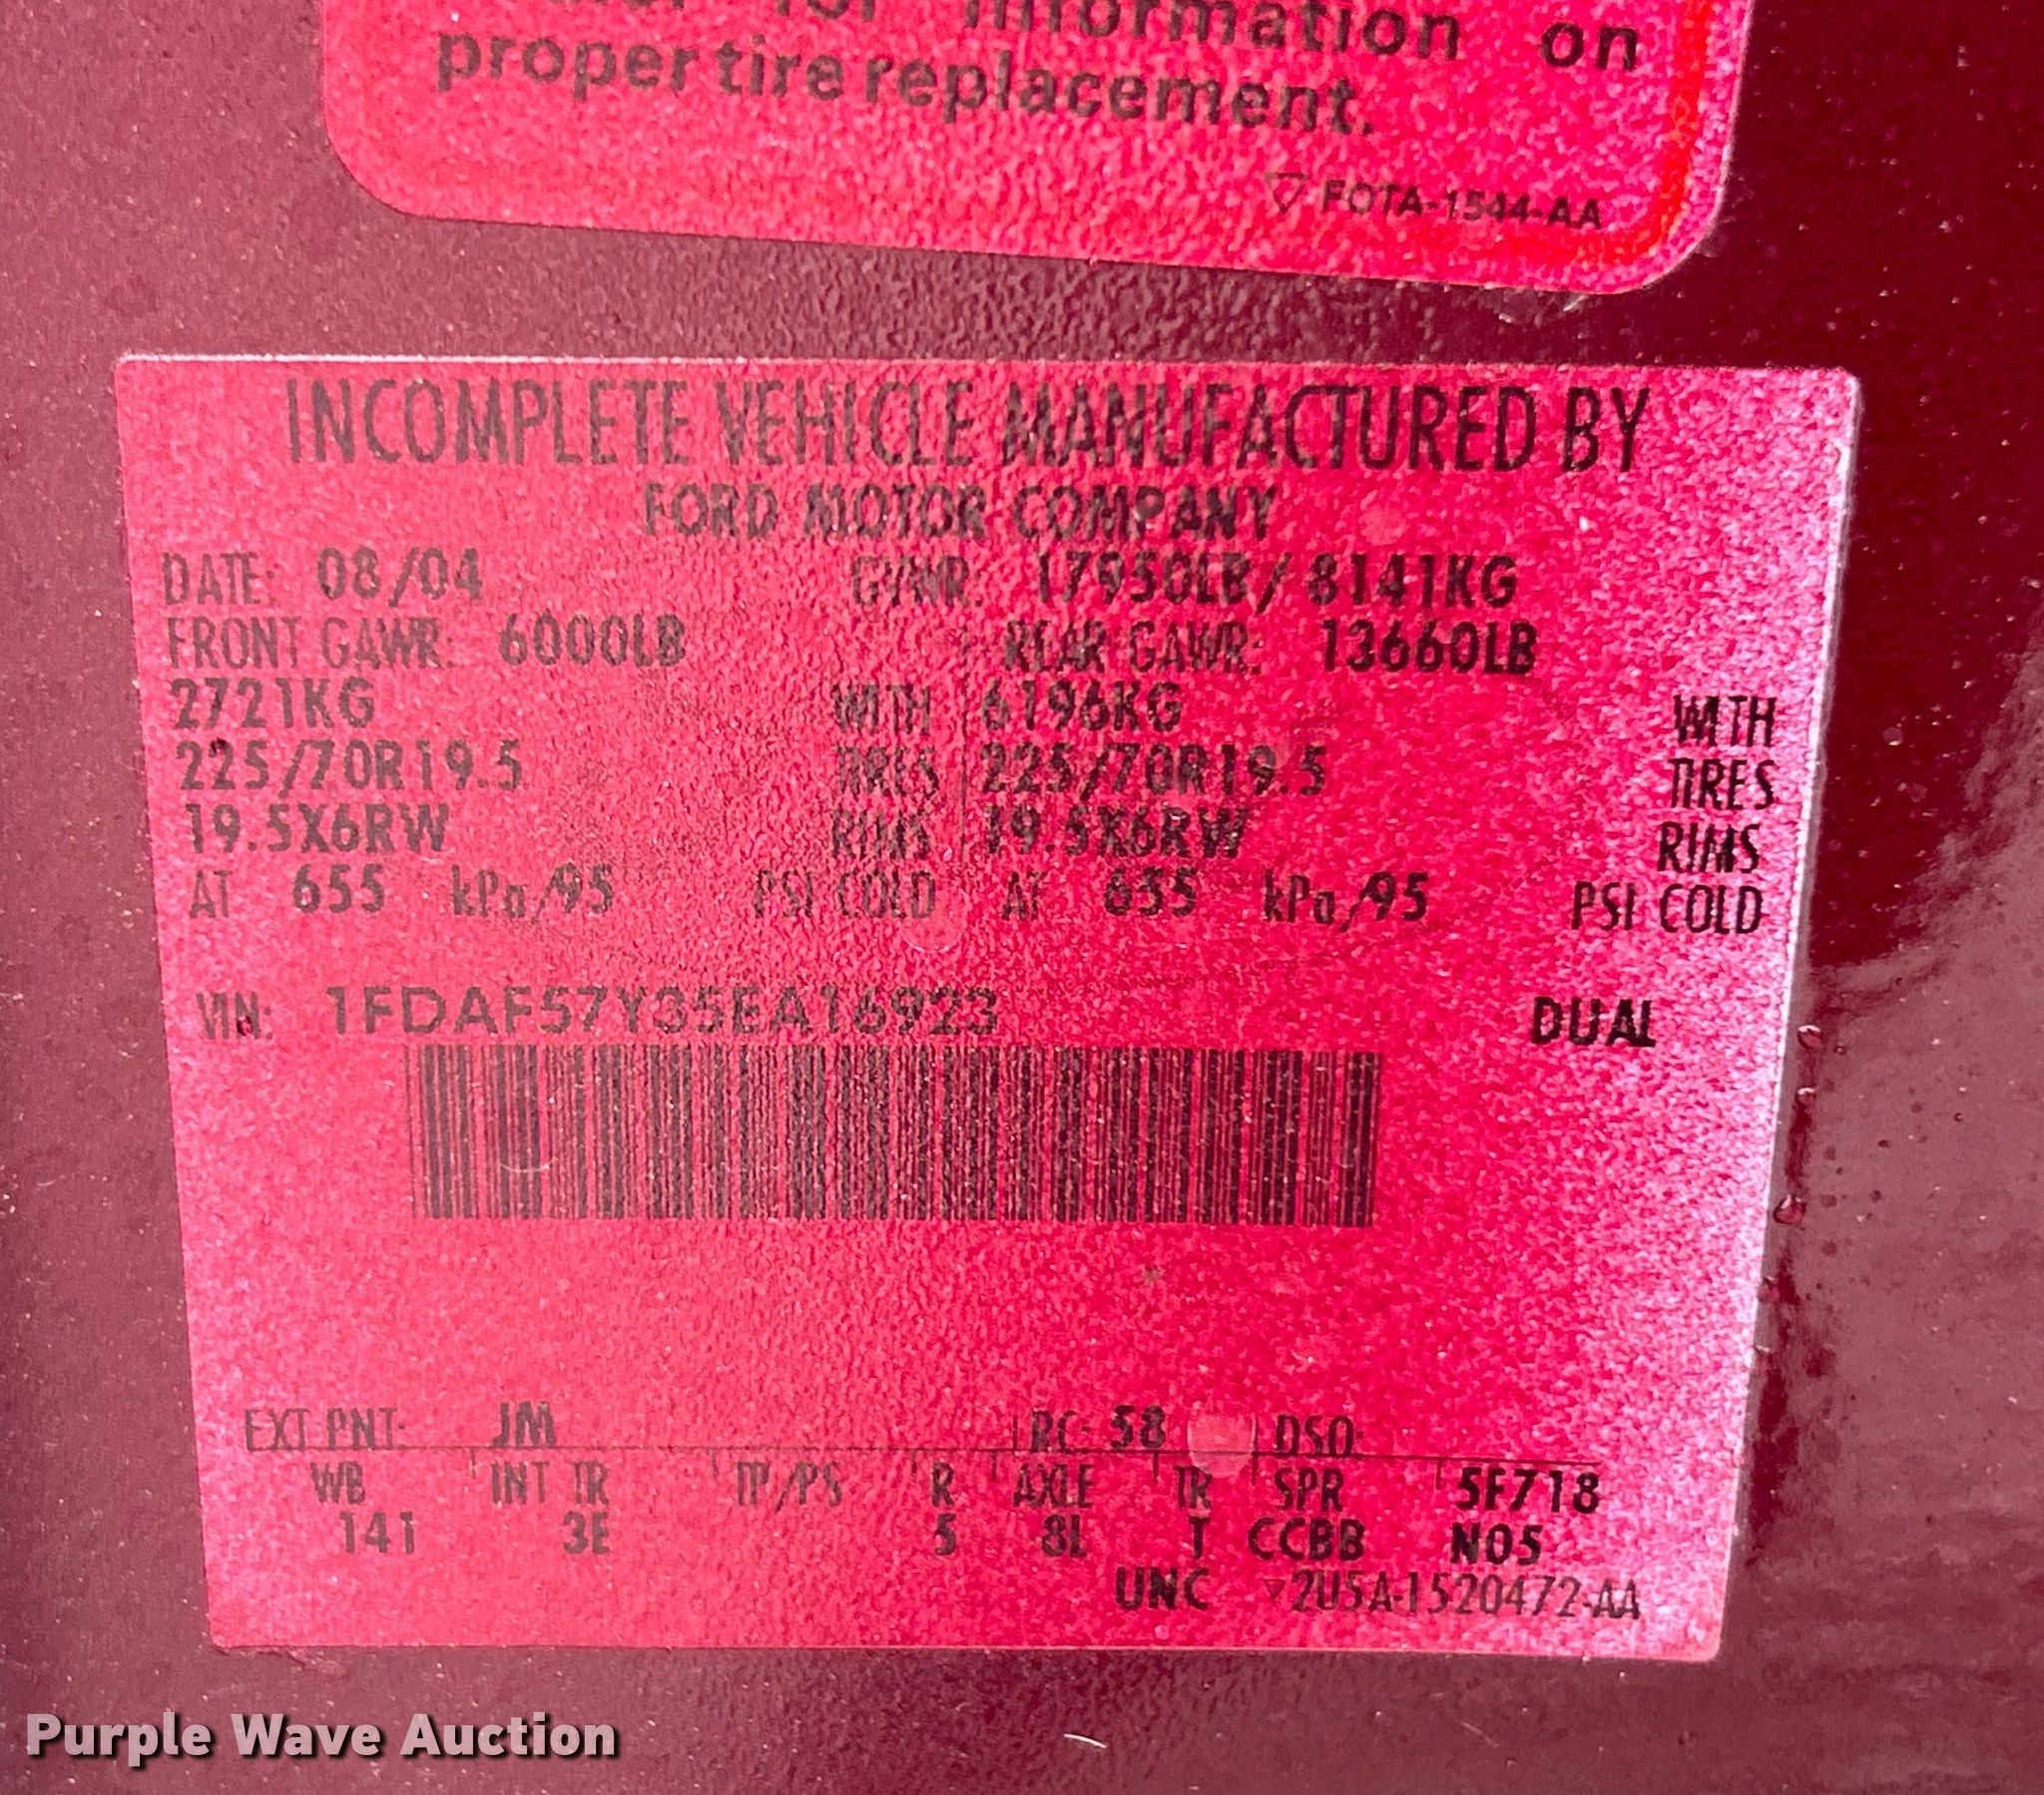 for information on
proper tire replacement.
▽ F0TA-1544-AA
INCOMPLETE VEHICLE MANUFACTURED BY
FORD MOTOR COMPANY
DATE: 08/04 GVWR: 17950LB/ 8141KG
FRONT GAWR: 6000LB REAR GAWR: 13660LB
2721KG WITH 6196KG WITH
225/70R19.5 TIRES 225/70R19.5 TIRES
19.5X6RW RIMS 19.5X6RW RIMS
AT 655 kPa/95 PSI COLD AT 655 kPa/95 PSI COLD
VIN: 1FDAF57Y35EA16923 DUAL
EXT PNT: JM RC: 58 DSO:
WB INT TR TP/PS R AXLE TR SPR 5F718
141 3E 5 8L T CCBB N05
UNC ▽2U5A-1520472-AA
Purple Wave Auction